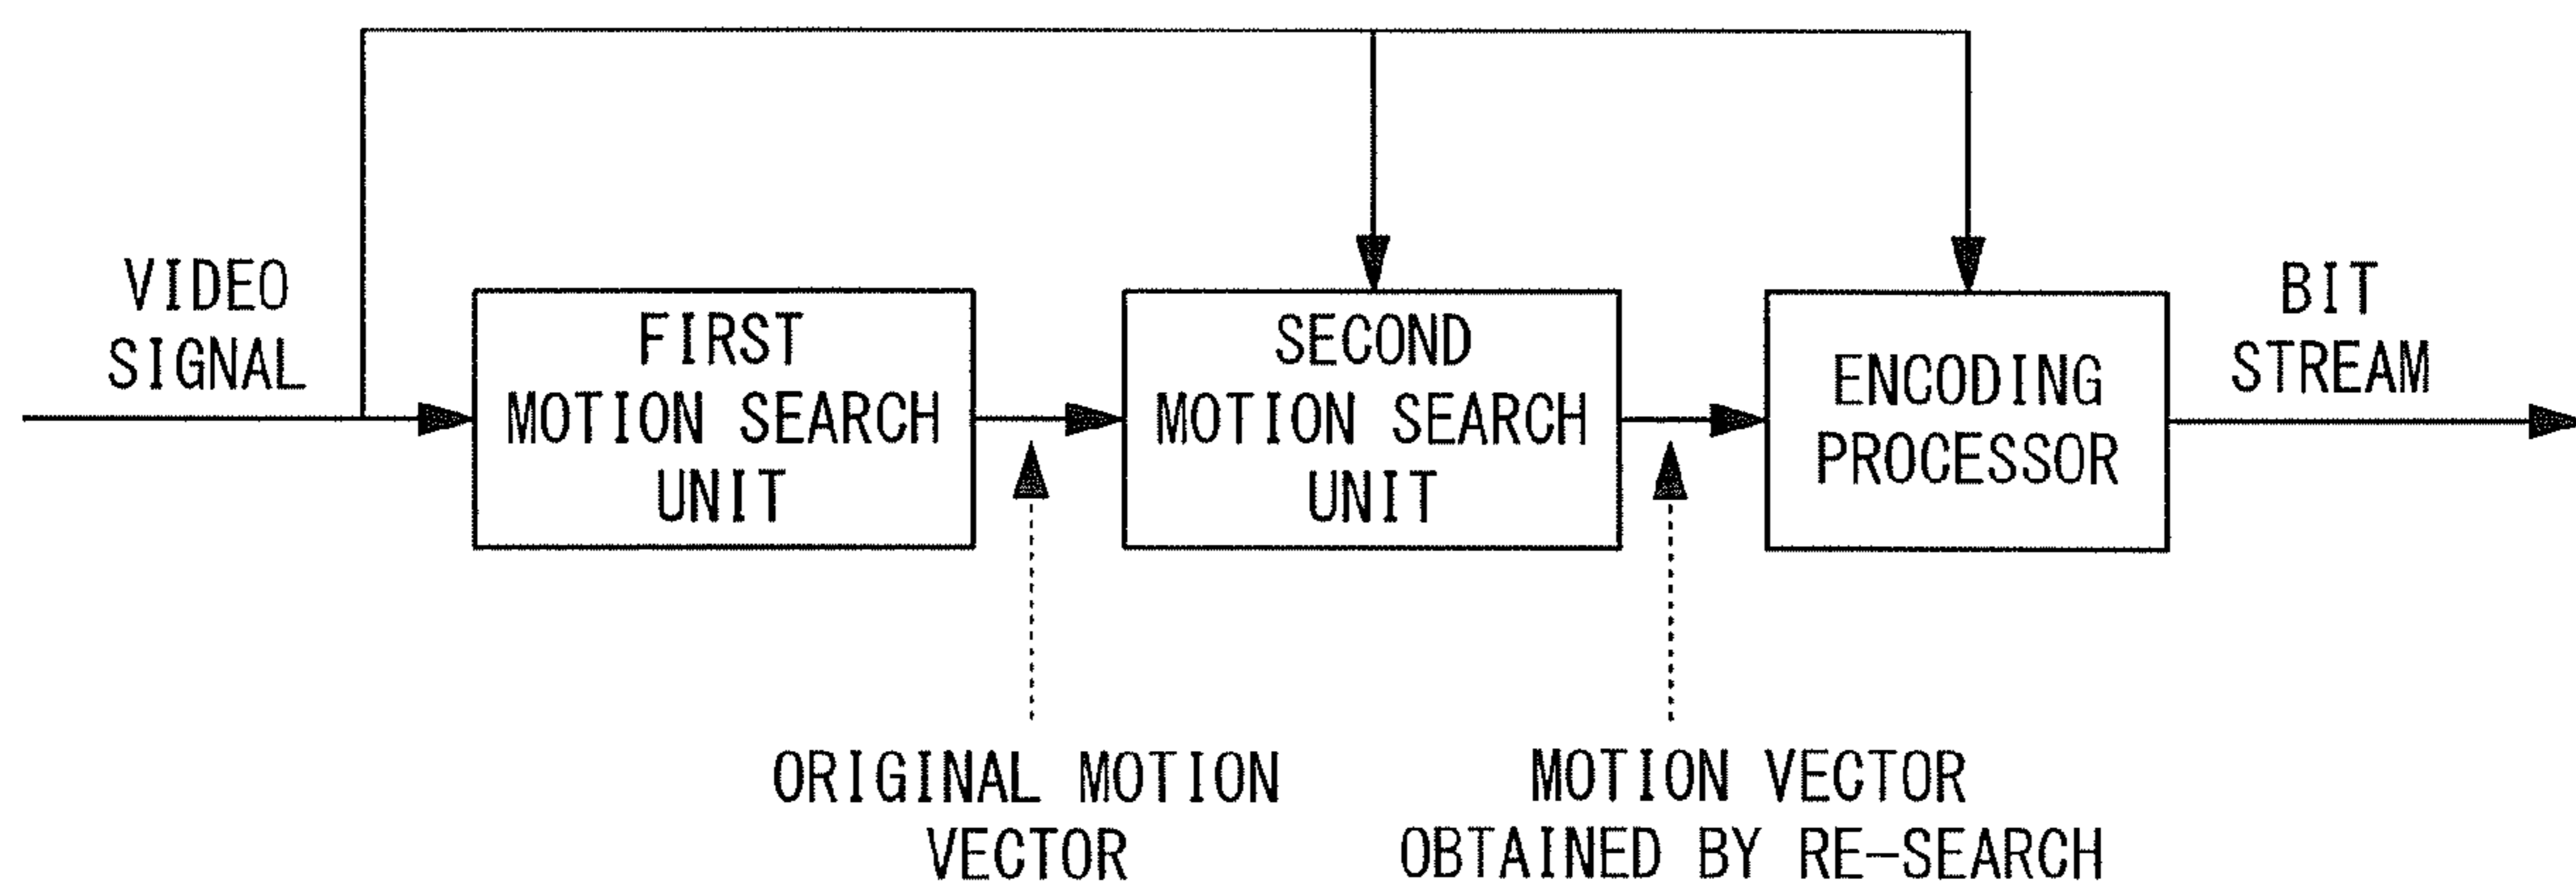 VIDEO
SIGNAL
FIRST
MOTION SEARCH
UNIT
SECOND
MOTION SEARCH
UNIT
ENCODING
PROCESSOR
BIT
STREAM
ORIGINAL MOTION
VECTOR
MOTION VECTOR
OBTAINED BY RE-SEARCH